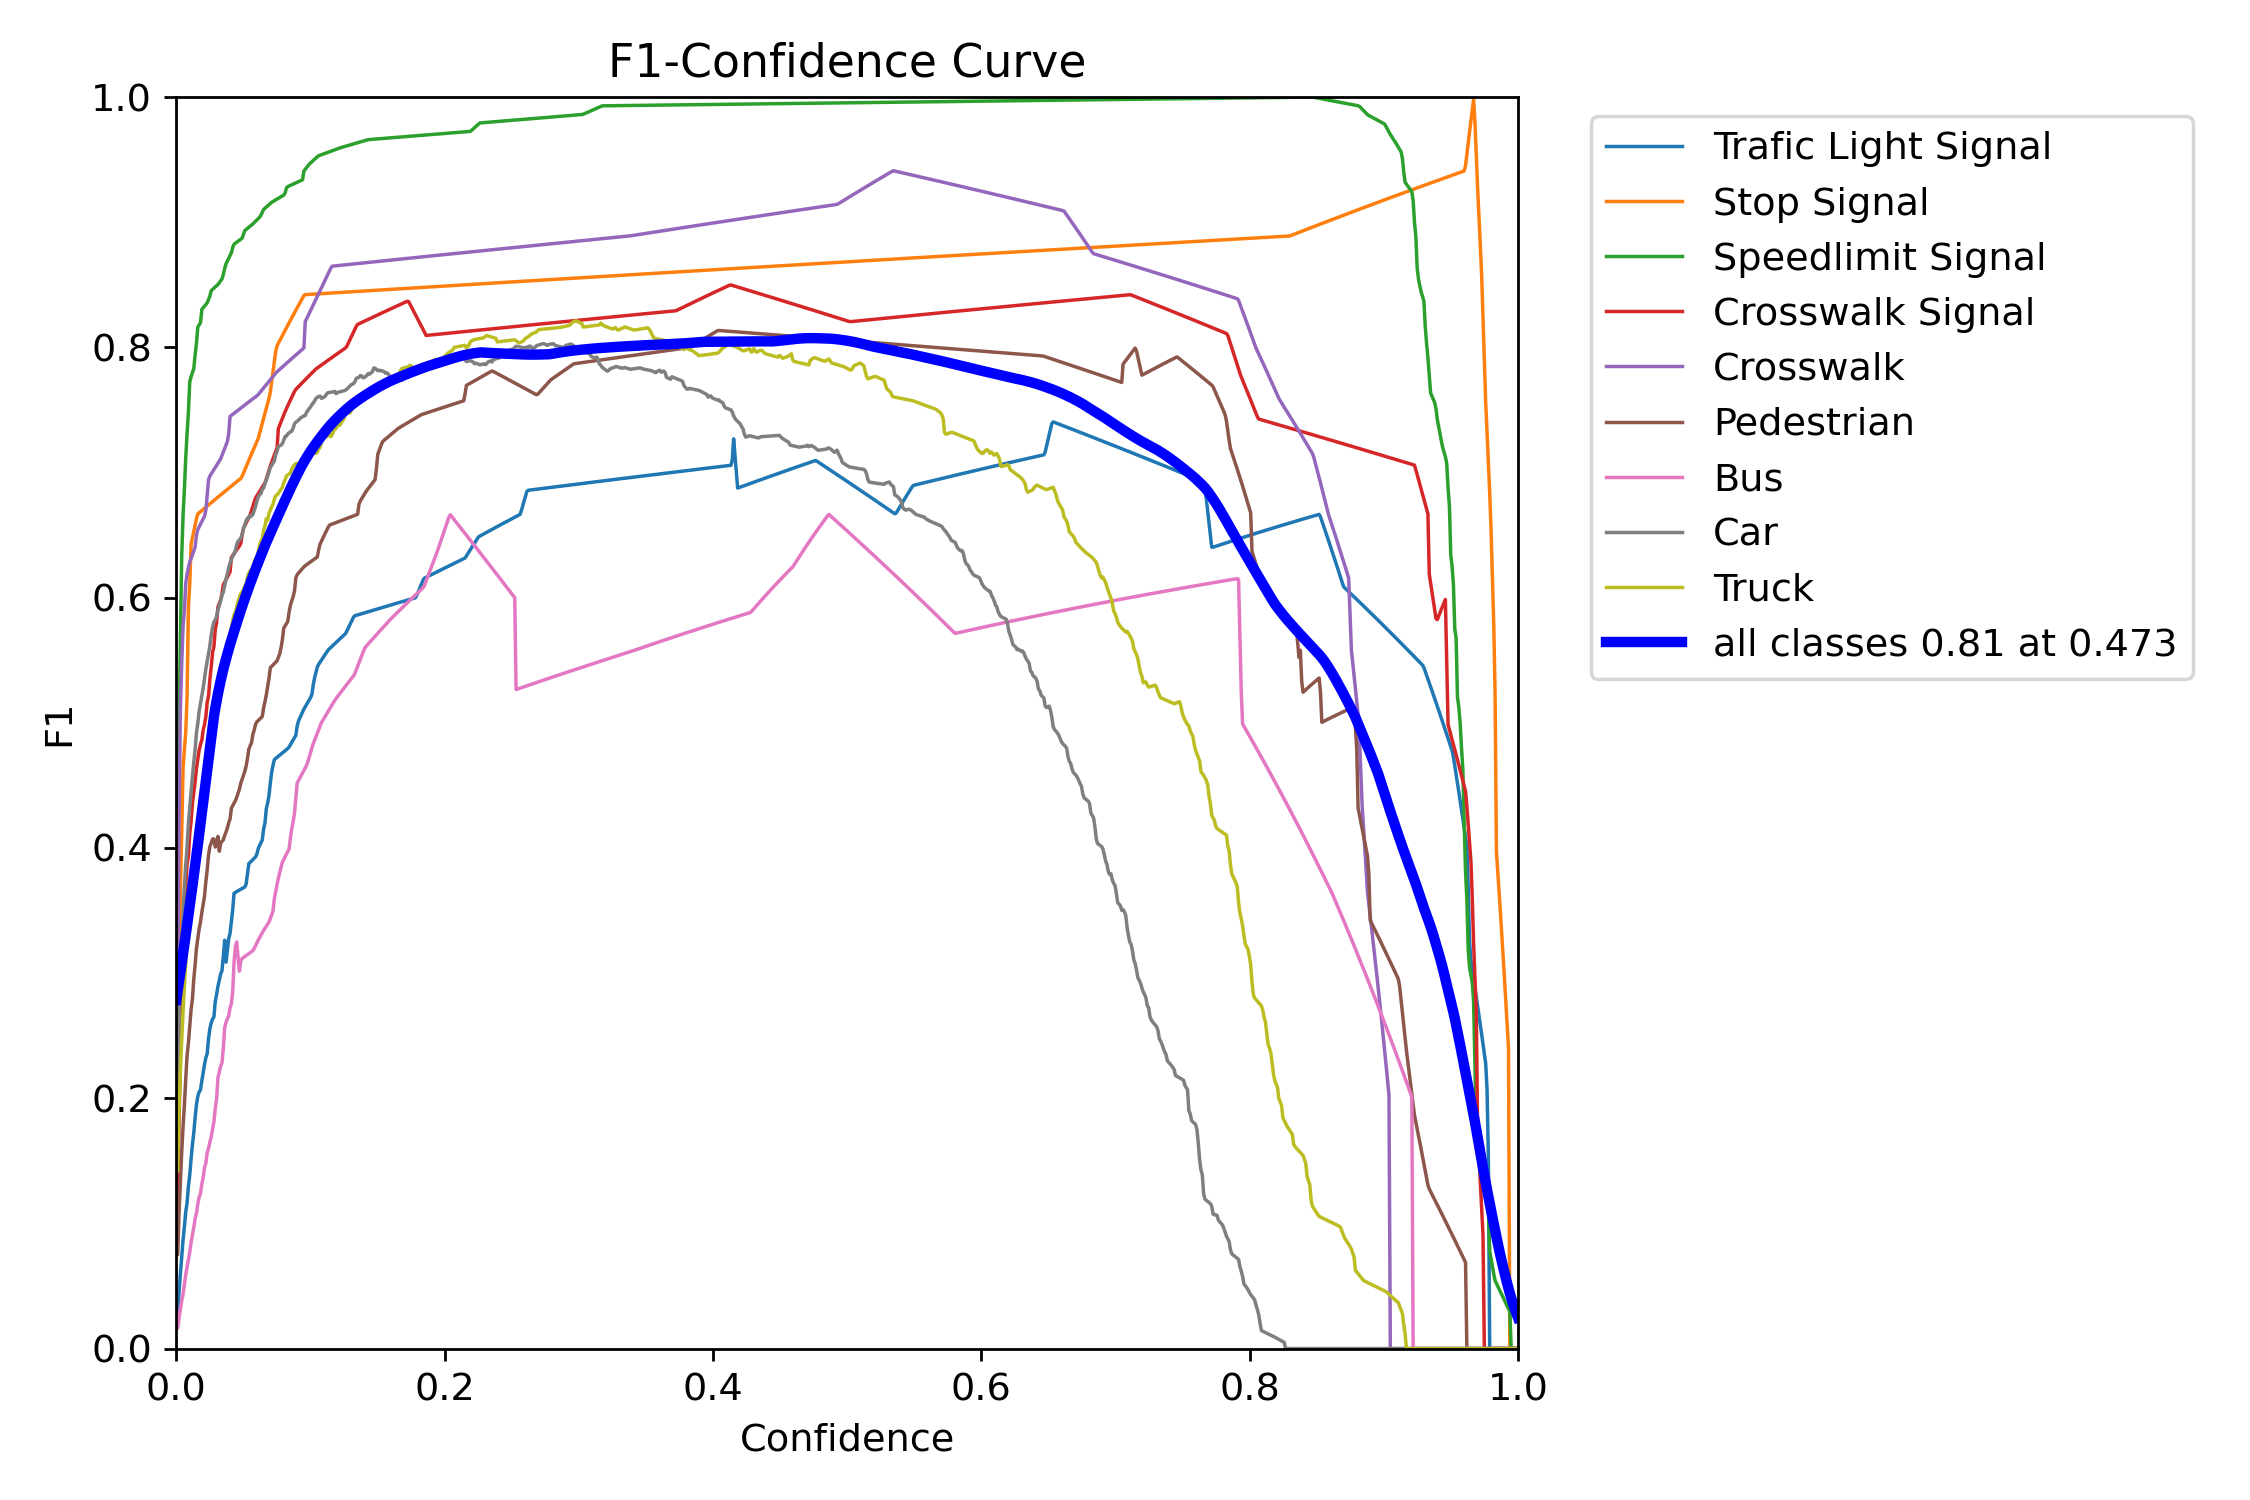 F1-Confidence Curve
1.0
0.8
0.6
0.4
0.2
0.0
F1
0.0 0.2 0.4 0.6 0.8 1.0
Confidence
Trafic Light Signal
Stop Signal
Speedlimit Signal
Crosswalk Signal
Crosswalk
Pedestrian
Bus
Car
Truck
all classes 0.81 at 0.473